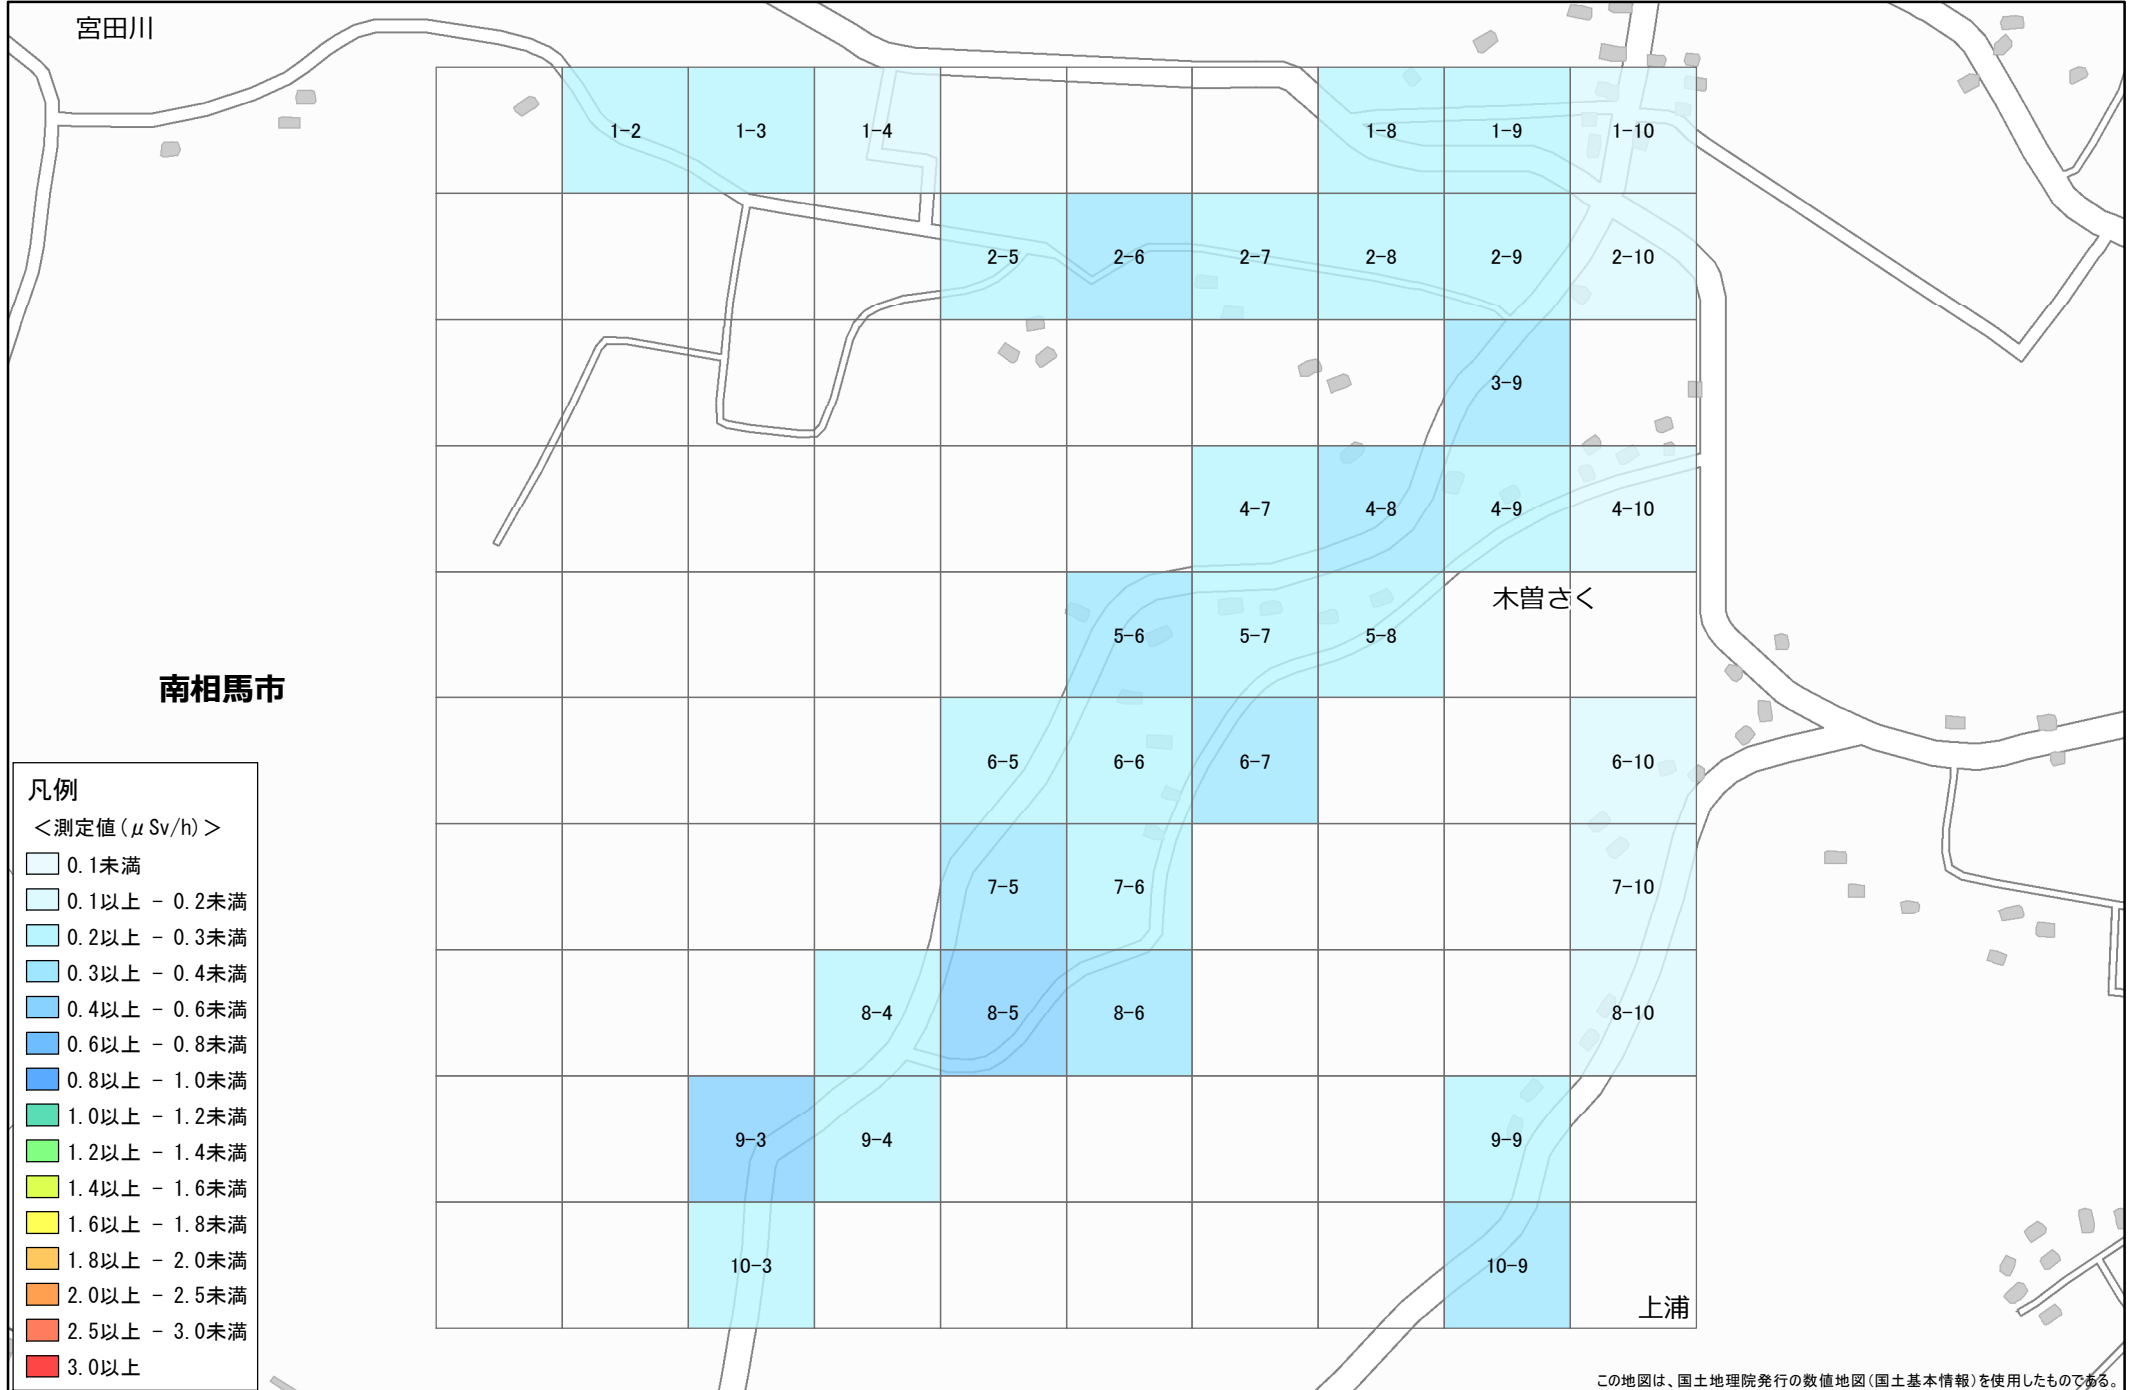 宮田川
1-2 1-3 1-4 1-8 1-9 1-10
2-5 2-6 2-7 2-8 2-9 2-10
3-9
4-7 4-8 4-9 4-10
木曽さく
5-6 5-7 5-8
南相馬市
6-5 6-6 6-7 6-10
7-5 7-6 7-10
8-4 8-5 8-6 8-10
9-3 9-4 9-9
10-3 10-9
上浦
凡例
＜測定値(μSv/h)＞
0.1未満
0.1以上 － 0.2未満
0.2以上 － 0.3未満
0.3以上 － 0.4未満
0.4以上 － 0.6未満
0.6以上 － 0.8未満
0.8以上 － 1.0未満
1.0以上 － 1.2未満
1.2以上 － 1.4未満
1.4以上 － 1.6未満
1.6以上 － 1.8未満
1.8以上 － 2.0未満
2.0以上 － 2.5未満
2.5以上 － 3.0未満
3.0以上
この地図は、国土地理院発行の数値地図(国土基本情報)を使用したものである。